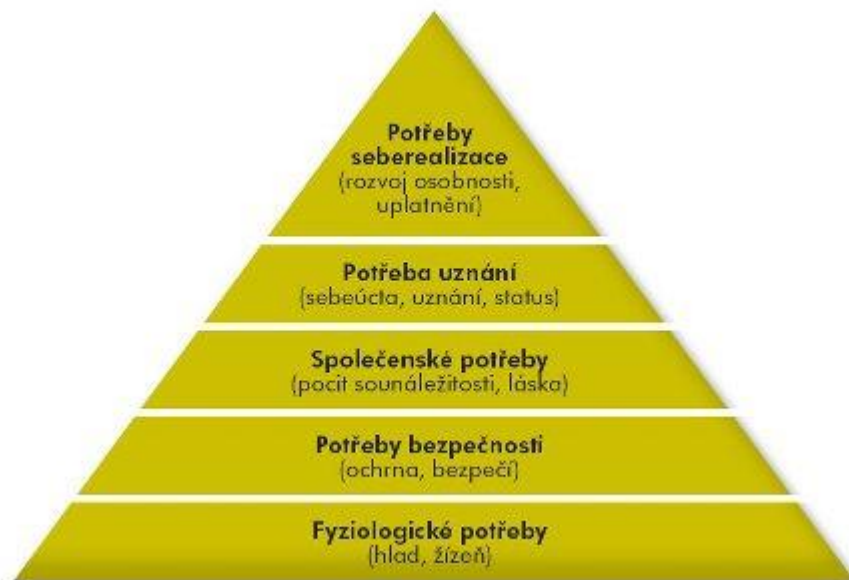 Potřeby
seberealizace
(rozvoj osobnosti,
uplatnění)
Potřeba uznání
(sebeúcta, uznání, status)
Společenské potřeby
(pocit sounáležitosti, láska)
Potřeby bezpečností
(ochrna, bezpečí)
Fyziologické potřeby
(hlad, žízeň)